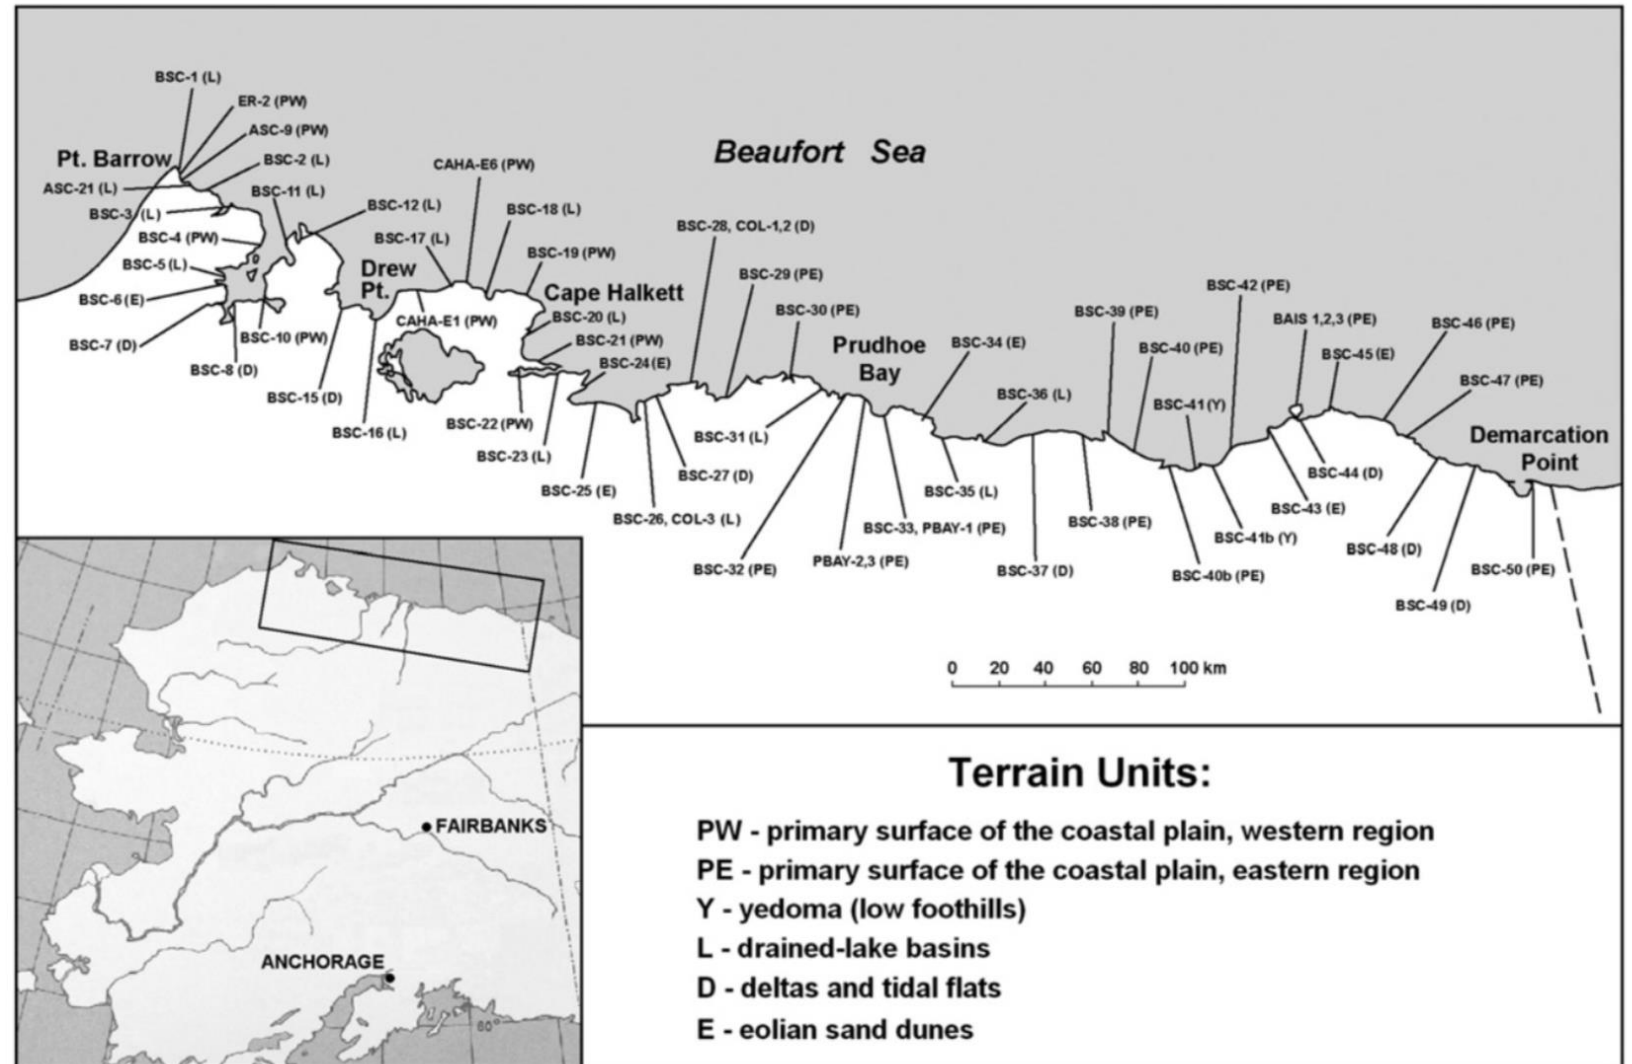 BSC-1 (L)
ER-2 (PW)
ASC-9 (PW)
Pt. Barrow
BSC-2 (L)
ASC-21 (L)
BSC-11 (L)
BSC-3 (L)
BSC-12 (L)
BSC-4 (PW)
BSC-5 (L)
BSC-6 (E)
BSC-7 (D)
BSC-8 (D)
BSC-10 (PW)
BSC-15 (D)
BSC-16 (L)
Drew
Pt.
BSC-17 (L)
CAHA-E6 (PW)
BSC-18 (L)
BSC-19 (PW)
CAHA-E1 (PW)
Cape Halkett
BSC-20 (L)
BSC-21 (PW)
BSC-24 (E)
BSC-22 (PW)
BSC-23 (L)
BSC-25 (E)
Beaufort Sea
BSC-28, COL-1,2 (D)
BSC-29 (PE)
BSC-30 (PE)
BSC-26, COL-3 (L)
BSC-27 (D)
BSC-31 (L)
BSC-32 (PE)
Prudhoe
Bay
PBAY-2,3 (PE)
BSC-33, PBAY-1 (PE)
BSC-34 (E)
BSC-35 (L)
BSC-36 (L)
BSC-37 (D)
BSC-38 (PE)
BSC-39 (PE)
BSC-40 (PE)
BSC-40b (PE)
BSC-41 (Y)
BSC-41b (Y)
BSC-42 (PE)
BAIS 1,2,3 (PE)
BSC-43 (E)
BSC-44 (D)
BSC-45 (E)
BSC-46 (PE)
BSC-47 (PE)
BSC-48 (D)
BSC-49 (D)
BSC-50 (PE)
Demarcation
Point
0 20 40 60 80 100 km
FAIRBANKS
ANCHORAGE
60°
Terrain Units:
PW - primary surface of the coastal plain, western region
PE - primary surface of the coastal plain, eastern region
Y - yedoma (low foothills)
L - drained-lake basins
D - deltas and tidal flats
E - eolian sand dunes